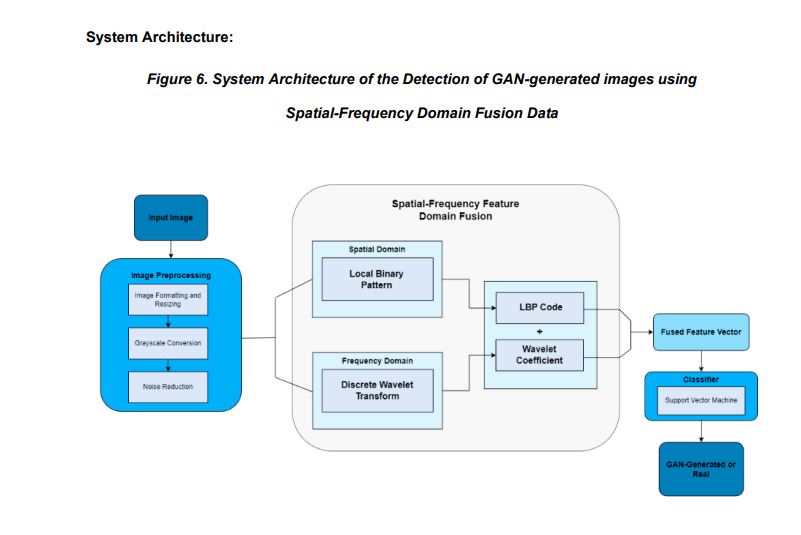 System Architecture:
Figure 6. System Architecture of the Detection of GAN-generated images using
Spatial-Frequency Domain Fusion Data
Input Image
Image Preprocessing
Image Formatting and
Resizing
Grayscale Conversion
Noise Reduction
Spatial-Frequency Feature
Domain Fusion
Spatial Domain
Local Binary
Pattern
Frequency Domain
Discrete Wavelet
Transform
LBP Code
+
Wavelet
Coefficient
Fused Feature Vector
Classifier
Support Vector Machine
GAN-Generated or
Real